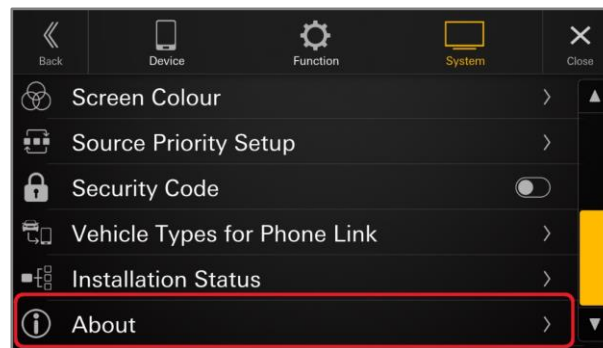 Back
Device
Function
System
Close
Screen Colour
Source Priority Setup
Security Code
Vehicle Types for Phone Link
Installation Status
About